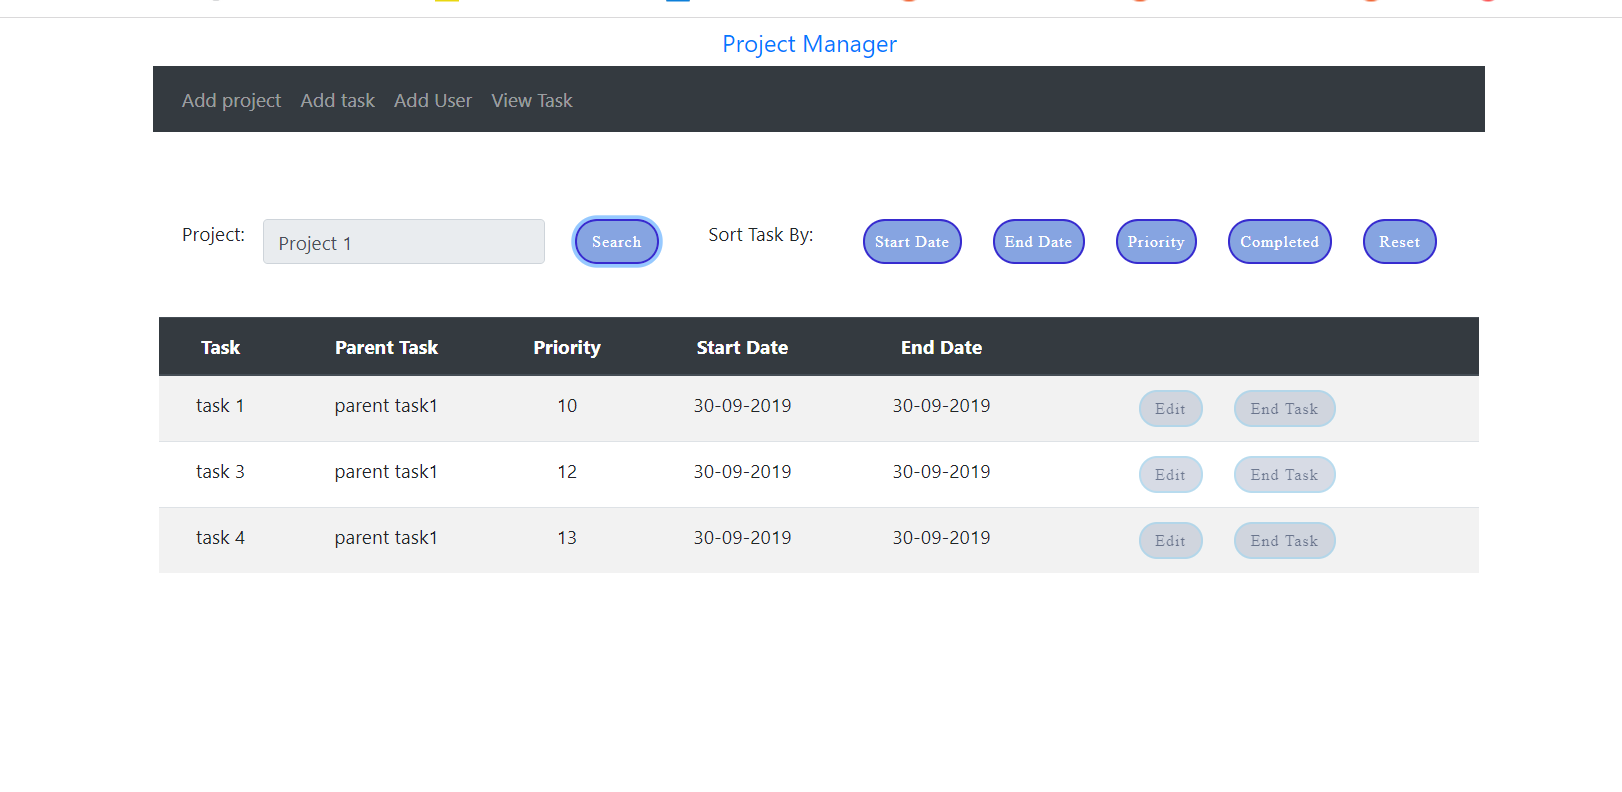 Project Manager
Add project Add task Add User View Task
Project: Project 1 Search Sort Task By: Start Date End Date Priority Completed Reset
Task Parent Task Priority Start Date End Date
task 1 parent task1 10 30-09-2019 30-09-2019 Edit End Task
task 3 parent task1 12 30-09-2019 30-09-2019 Edit End Task
task 4 parent task1 13 30-09-2019 30-09-2019 Edit End Task